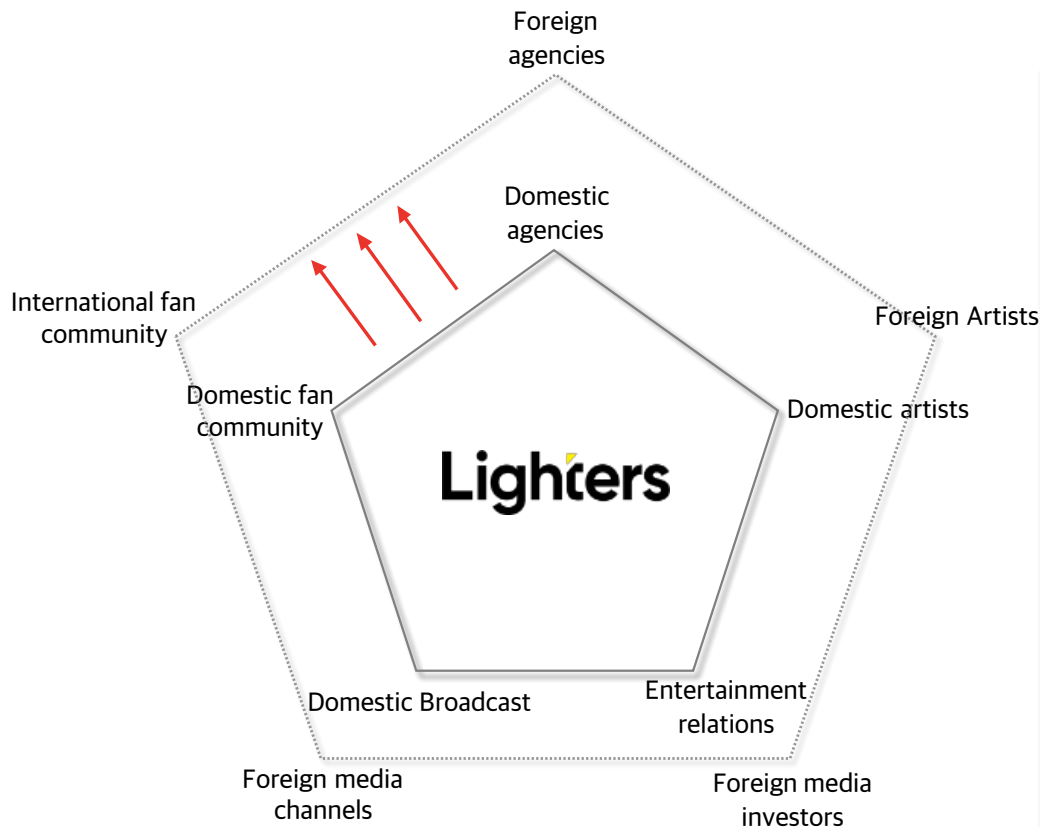 Foreign
agencies
Domestic
agencies
International fan
community
Foreign Artists
Domestic fan
community
Domestic artists
Lighters
Domestic Broadcast
Entertainment
relations
Foreign media
channels
Foreign media
investors